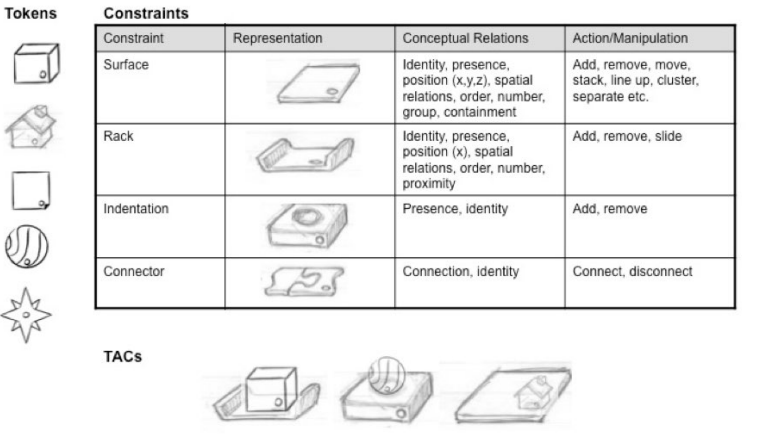 Tokens
Constraints
Constraint Representation Conceptual Relations Action/Manipulation
Surface
Identity, presence,
position (x,y,z), spatial
relations, order, number,
group, containment
Add, remove, move,
stack, line up, cluster,
separate etc.
Rack
Identity, presence,
position (x), spatial
relations, order, number,
proximity
Add, remove, slide
Indentation
Presence, identity
Add, remove
Connector
Connection, identity
Connect, disconnect
TACs